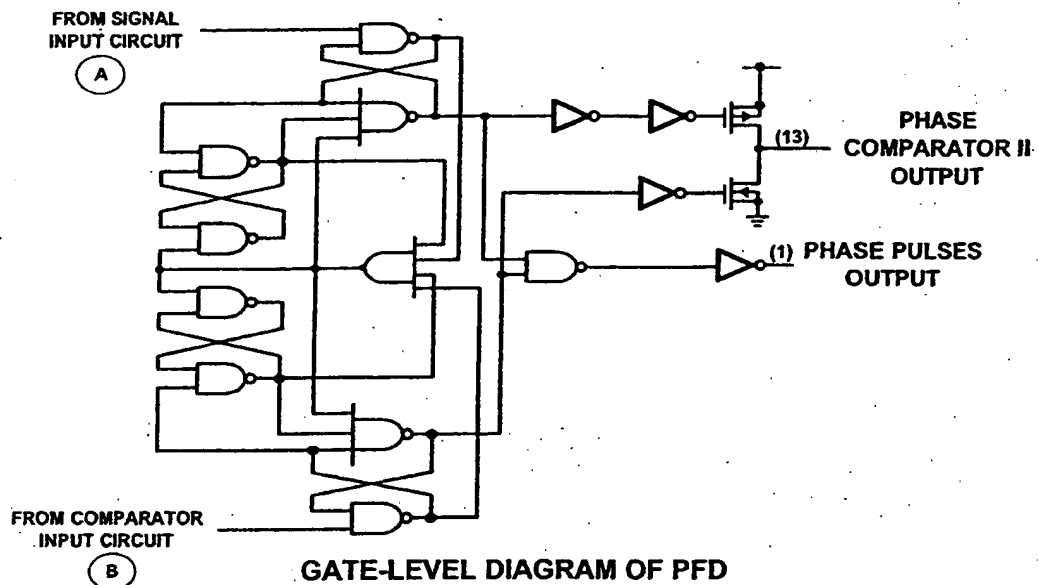 FROM SIGNAL
INPUT CIRCUIT
A
(13)
PHASE
COMPARATOR II
OUTPUT
(1) PHASE PULSES
OUTPUT
FROM COMPARATOR
INPUT CIRCUIT
B
GATE-LEVEL DIAGRAM OF PFD